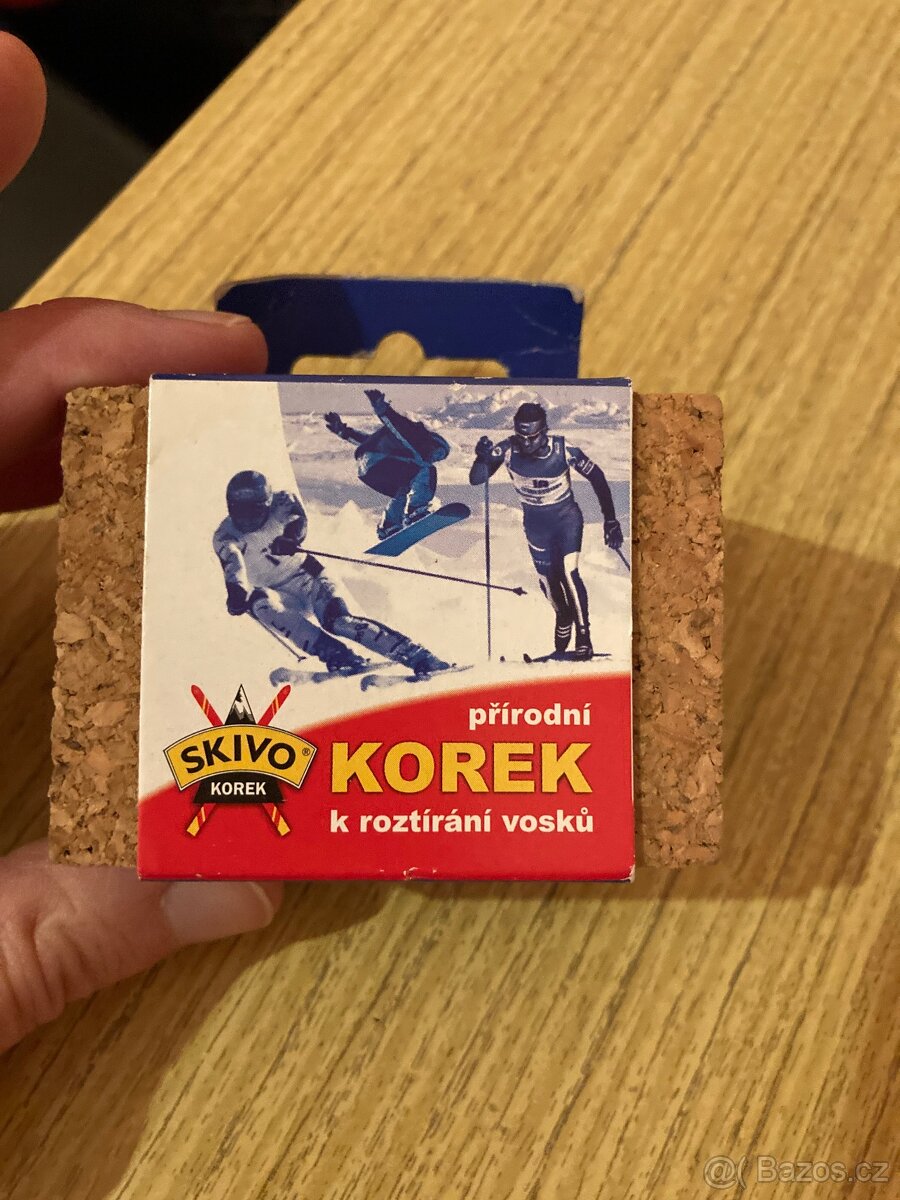 přírodní
SKIVO®
KOREK
KOREK
k roztírání vosků
@( Bazos.cz